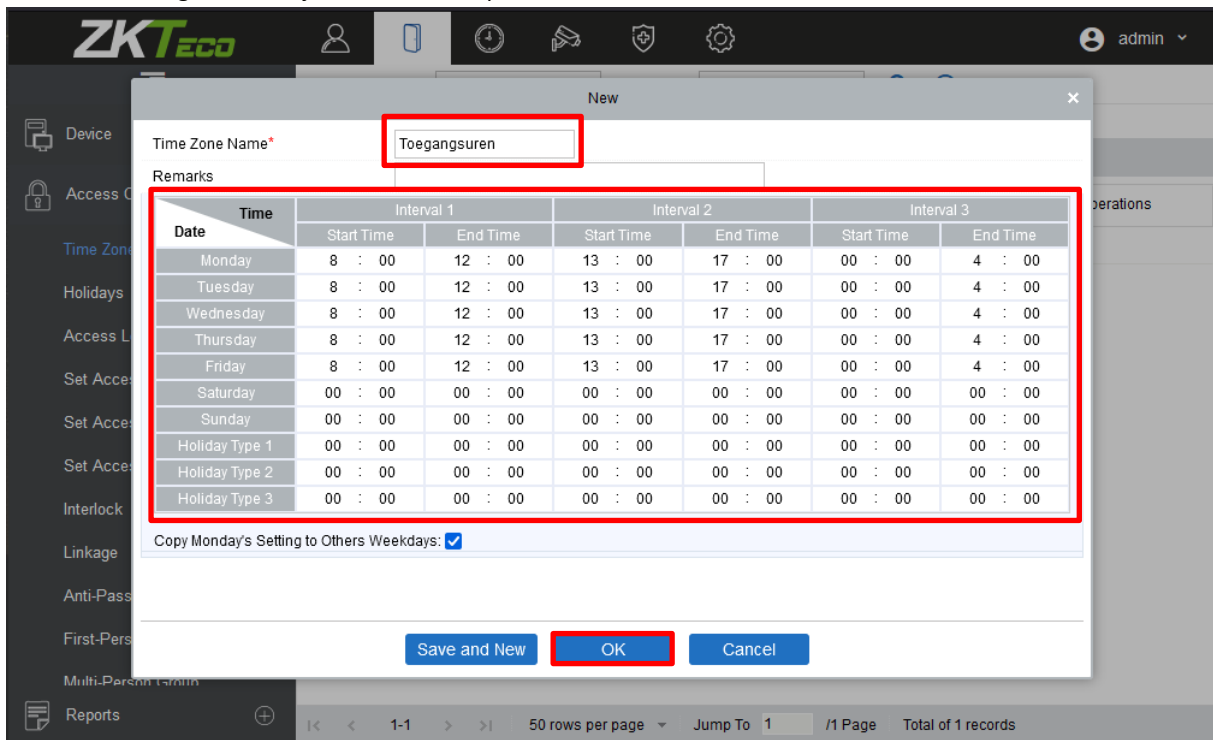 ZKTECO
admin
New
Device
Time Zone Name*
Toegangsuren
Remarks
Access C
perations
Time
Date
Interval 1 Interval 2 Interval 3
Start Time End Time Start Time End Time Start Time End Time
Time Zone
Monday 8 : 00 12 : 00 13 : 00 17 : 00 00 : 00 4 : 00
Holidays
Tuesday 8 : 00 12 : 00 13 : 00 17 : 00 00 : 00 4 : 00
Wednesday 8 : 00 12 : 00 13 : 00 17 : 00 00 : 00 4 : 00
Access L
Thursday 8 : 00 12 : 00 13 : 00 17 : 00 00 : 00 4 : 00
Friday 8 : 00 12 : 00 13 : 00 17 : 00 00 : 00 4 : 00
Set Acces
Saturday 00 : 00 00 : 00 00 : 00 00 : 00 00 : 00 00 : 00
Sunday 00 : 00 00 : 00 00 : 00 00 : 00 00 : 00 00 : 00
Set Acces
Holiday Type 1 00 : 00 00 : 00 00 : 00 00 : 00 00 : 00 00 : 00
Set Acces
Holiday Type 2 00 : 00 00 : 00 00 : 00 00 : 00 00 : 00 00 : 00
Holiday Type 3 00 : 00 00 : 00 00 : 00 00 : 00 00 : 00 00 : 00
Interlock
Copy Monday's Setting to Others Weekdays:
Linkage
Anti-Pass
First-Pers
Save and New OK Cancel
Multi-Person Group
Reports
1-1 50 rows per page Jump To 1 /1 Page Total of 1 records